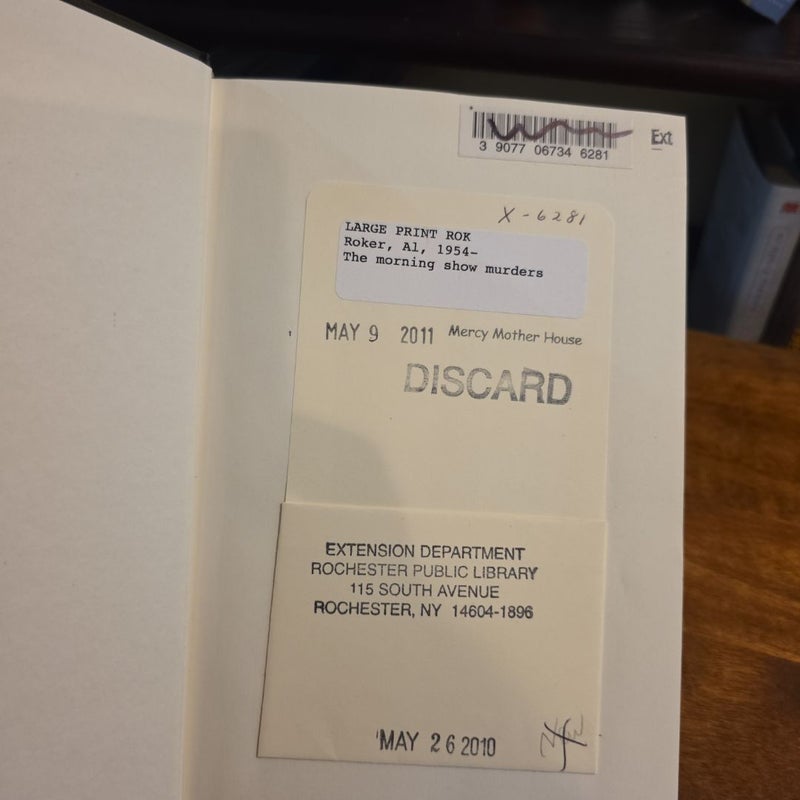 3 9077 06734 6281
Ext
X-6281
LARGE PRINT ROK
Roker, Al, 1954-
The morning show murders
MAY 9 2011 Mercy Mother House
DISCARD
EXTENSION DEPARTMENT
ROCHESTER PUBLIC LIBRARY
115 SOUTH AVENUE
ROCHESTER, NY 14604-1896
MAY 26 2010